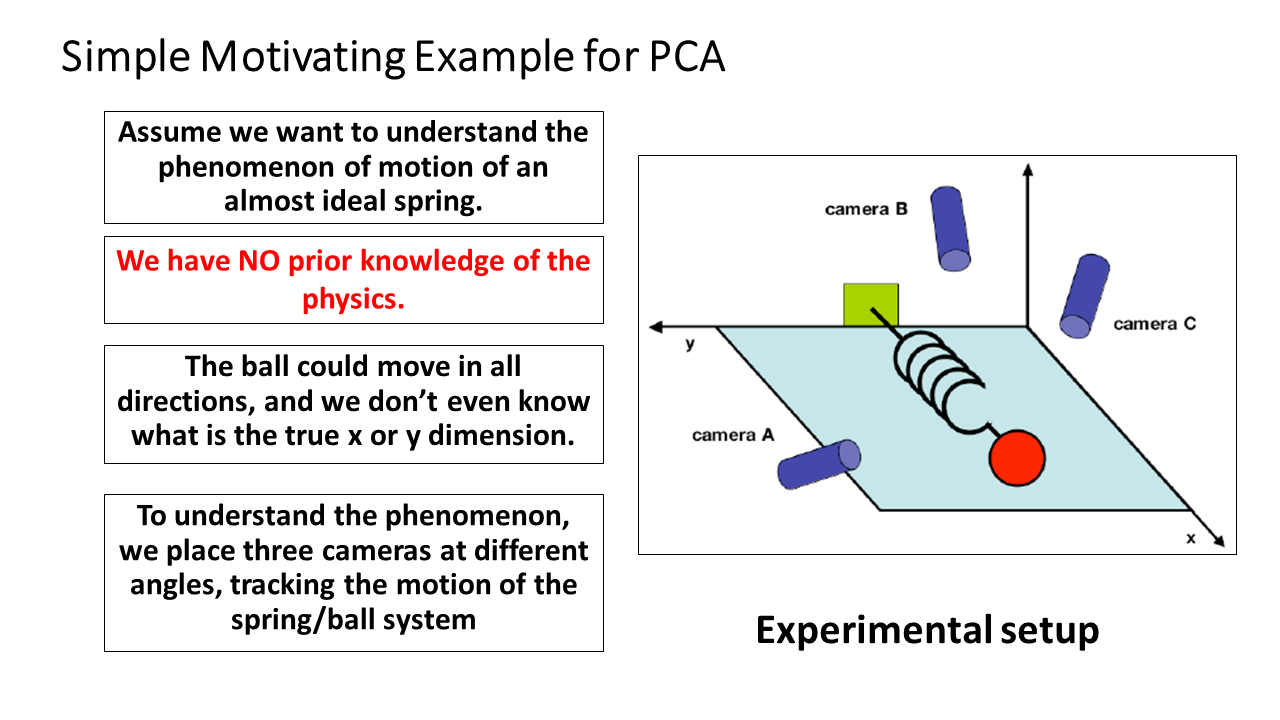 Simple Motivating Example for PCA
Assume we want to understand the
phenomenon of motion of an
almost ideal spring.
We have NO prior knowledge of the
physics.
The ball could move in all
directions, and we don’t even know
what is the true x or y dimension.
To understand the phenomenon,
we place three cameras at different
angles, tracking the motion of the
spring/ball system
camera B
camera C
y
camera A
x
Experimental setup